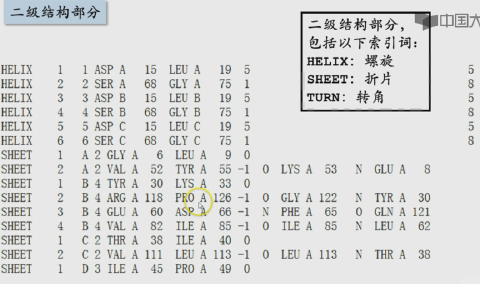 二级结构部分
二级结构部分，
包括以下索引词：
HELIX: 螺旋
SHEET: 折片
TURN: 转角
中国大
HELIX 1 1 ASP A 15 LEU A 19 5 5
HELIX 2 2 SER A 68 GLY A 75 1 8
HELIX 3 3 ASP B 15 LEU B 19 5 5
HELIX 4 4 SER B 68 GLY B 75 1 8
HELIX 5 5 ASP C 15 LEU C 19 5 5
HELIX 6 6 SER C 68 GLY C 75 1 8
SHEET 1 A 2 GLY A 6 LEU A 9 0
SHEET 2 A 2 VAL A 52 TYR A 55 -1 O LYS A 53 N GLU A 8
SHEET 1 B 4 TYR A 30 LYS A 33 0
SHEET 2 B 4 ARG A 118 PRO A 126 -1 O GLY A 122 N TYR A 30
SHEET 3 B 4 GLU A 60 ASP A 66 -1 N PHE A 65 O GLN A 121
SHEET 4 B 4 VAL A 82 ILE A 85 -1 O ILE A 85 N LEU A 62
SHEET 1 C 2 THR A 38 ILE A 40 0
SHEET 2 C 2 VAL A 111 LEU A 113 -1 O LEU A 113 N THR A 38
SHEET 1 D 3 ILE A 45 PRO A 49 0